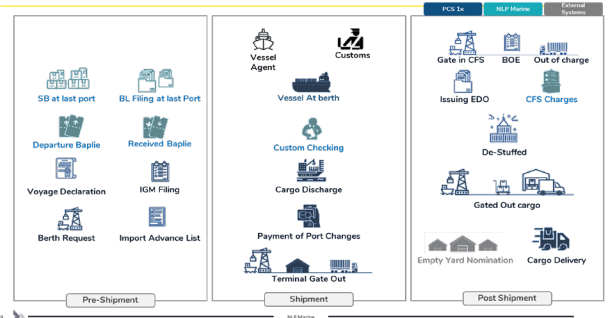 PCS 1x
NLP Marine
External
Systems
Vessel
Agent
Customs
Gate in CFS
BOE
Out of charge
SB at last port
BL Filing at last Port
Vessel At berth
Issuing EDO
CFS Charges
Departure Baplie
Received Baplie
Custom Checking
De-Stuffed
Voyage Declaration
IGM Filing
Cargo Discharge
Gated Out cargo
Berth Request
Import Advance List
Payment of Port Changes
Empty Yard Nomination
Cargo Delivery
Terminal Gate Out
Pre-Shipment
Shipment
Post Shipment
NLP Marine